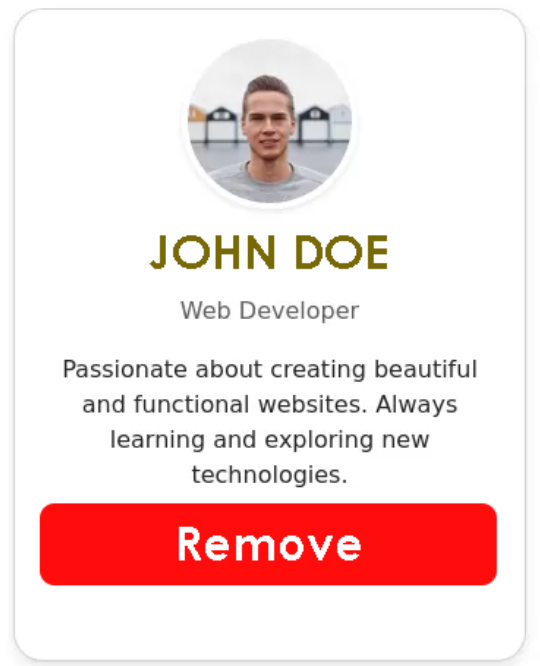 JOHN DOE
Web Developer
Passionate about creating beautiful
and functional websites. Always
learning and exploring new
technologies.
Remove